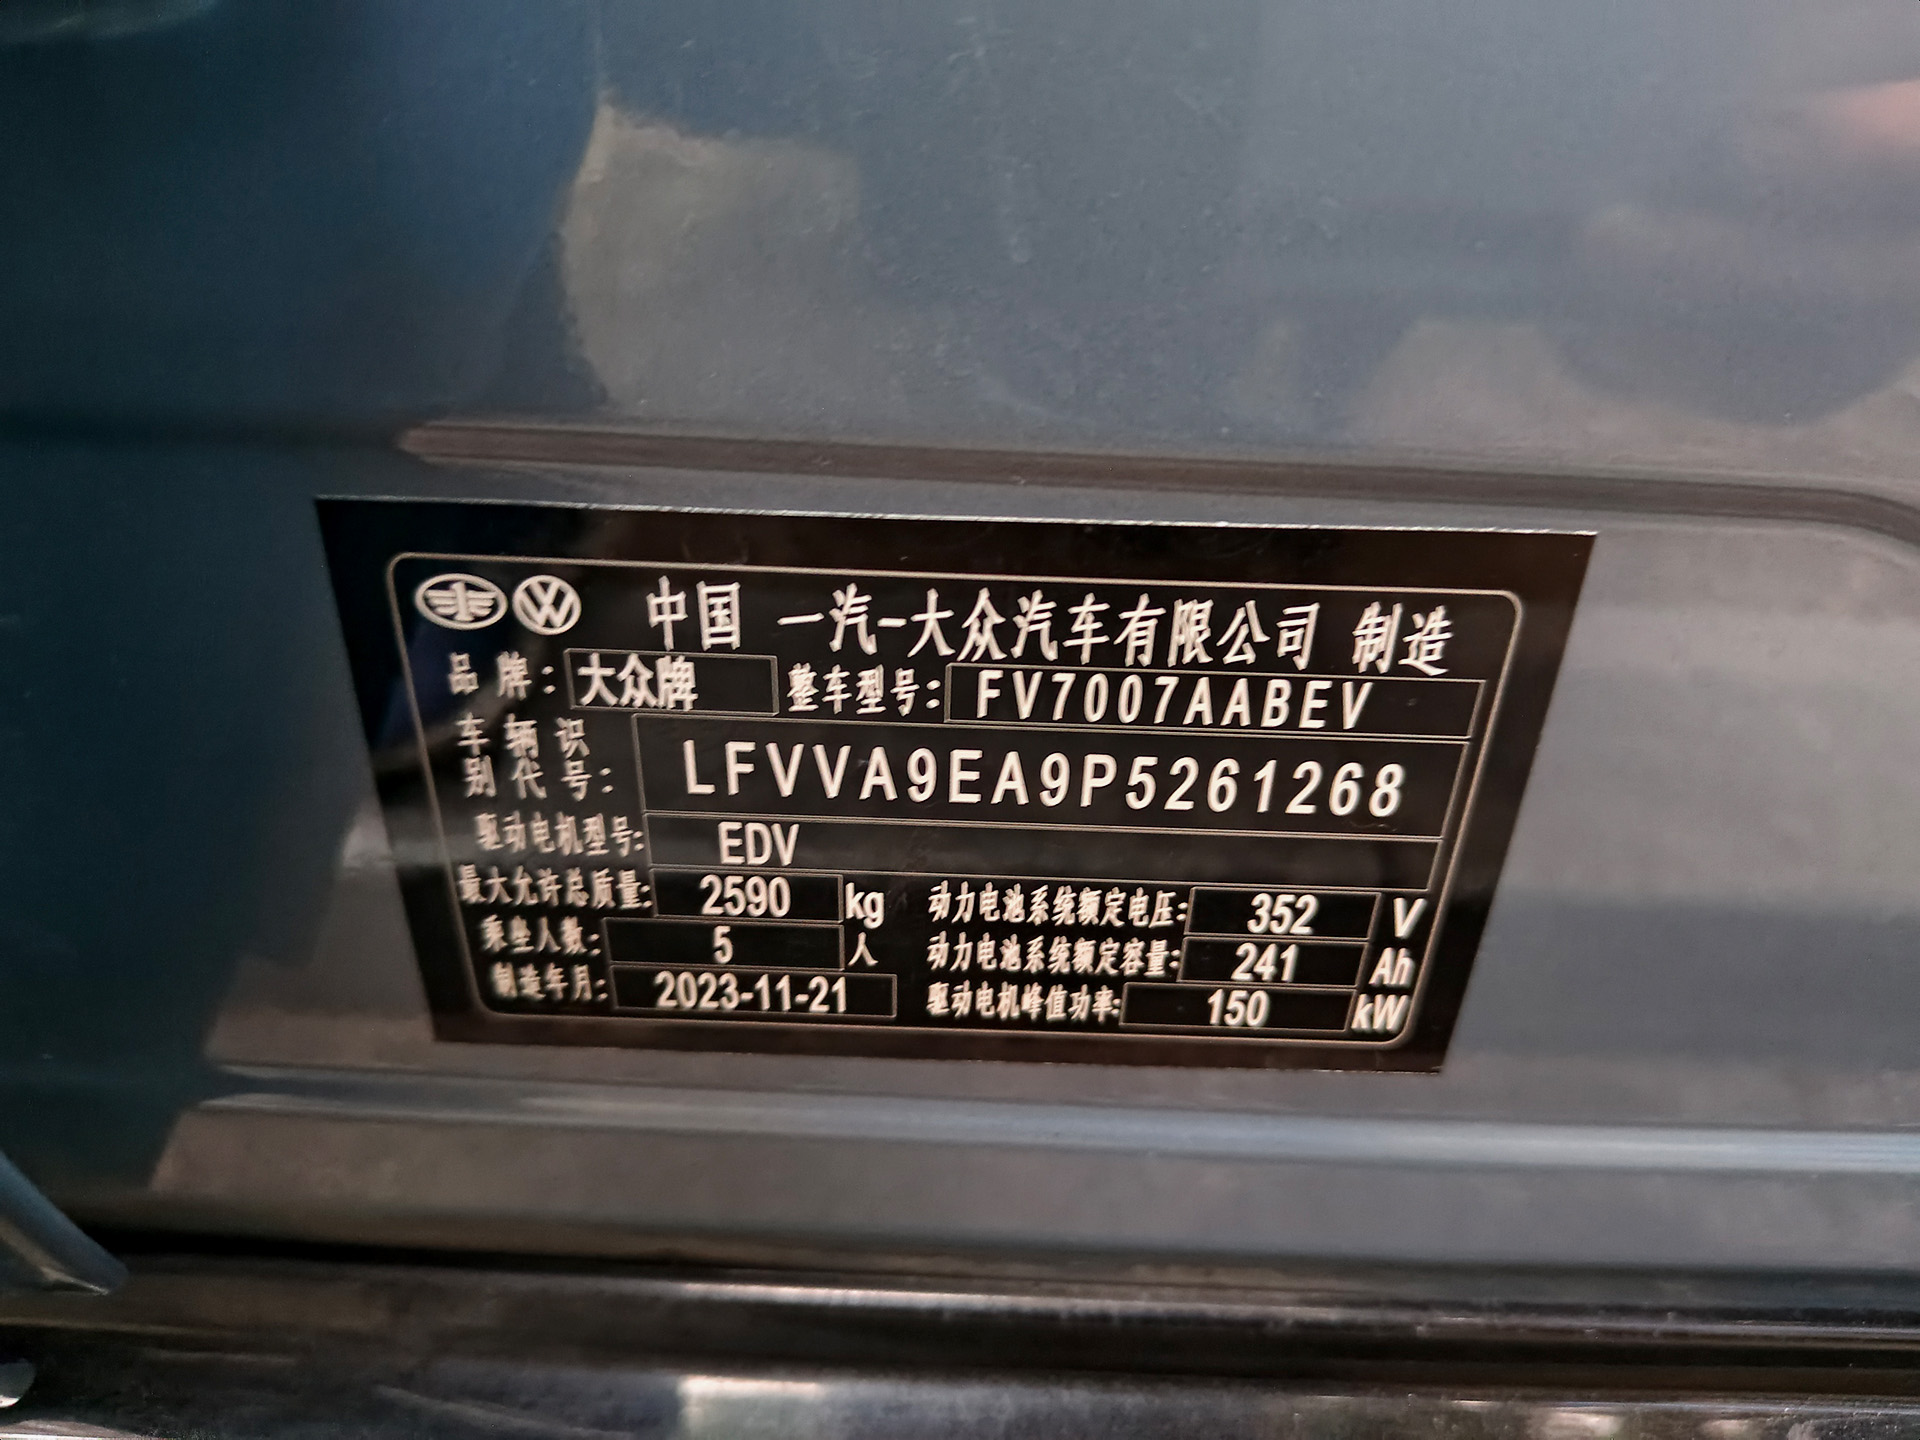 中国 一汽-大众汽车有限公司 制造
品牌: 大众牌 整车型号: FV7007AABEV
车辆识别代号: LFVVA9EA9P5261268
驱动电机型号: EDV
最大允许总质量: 2590 kg 动力电池系统额定电压: 352 V
乘坐人数: 5 人 动力电池系统额定容量: 241 Ah
制造年月: 2023-11-21 驱动电机峰值功率: 150 kW